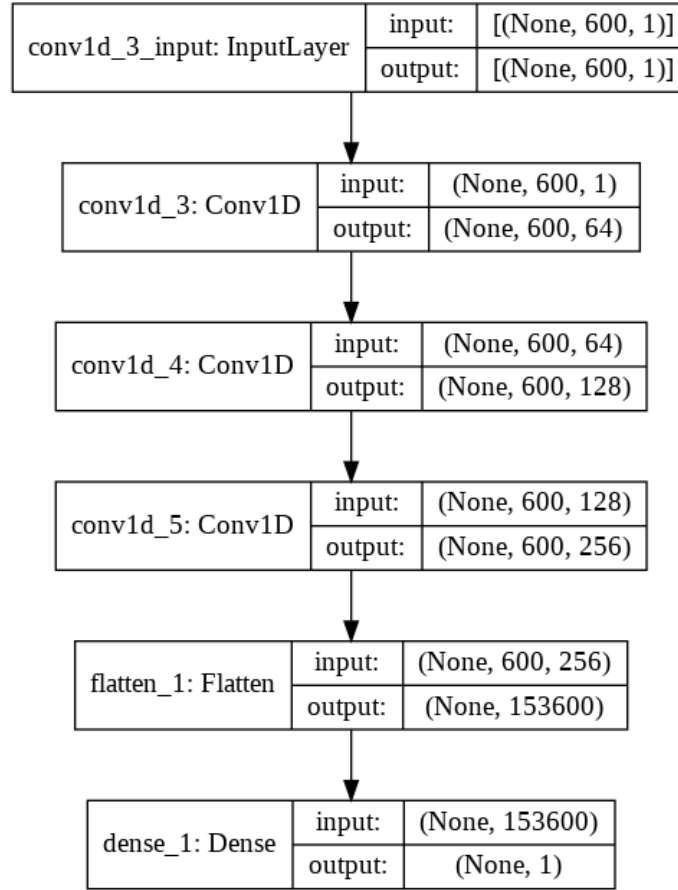 conv1d_3_input: InputLayer
input: [(None, 600, 1)]
output: [(None, 600, 1)]
conv1d_3: Conv1D
input: (None, 600, 1)
output: (None, 600, 64)
conv1d_4: Conv1D
input: (None, 600, 64)
output: (None, 600, 128)
conv1d_5: Conv1D
input: (None, 600, 128)
output: (None, 600, 256)
flatten_1: Flatten
input: (None, 600, 256)
output: (None, 153600)
dense_1: Dense
input: (None, 153600)
output: (None, 1)